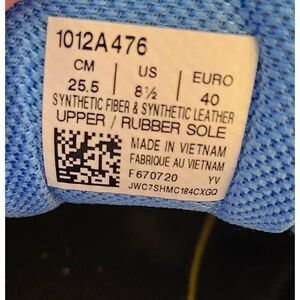 1012A476
CM US EURO
25.5 8½ 40
SYNTHETIC FIBER & SYNTHETIC LEATHER
UPPER / RUBBER SOLE
MADE IN VIETNAM
FABRIQUE AU VIETNAM
F670720 YV
JWC7SHMC184CXGQ